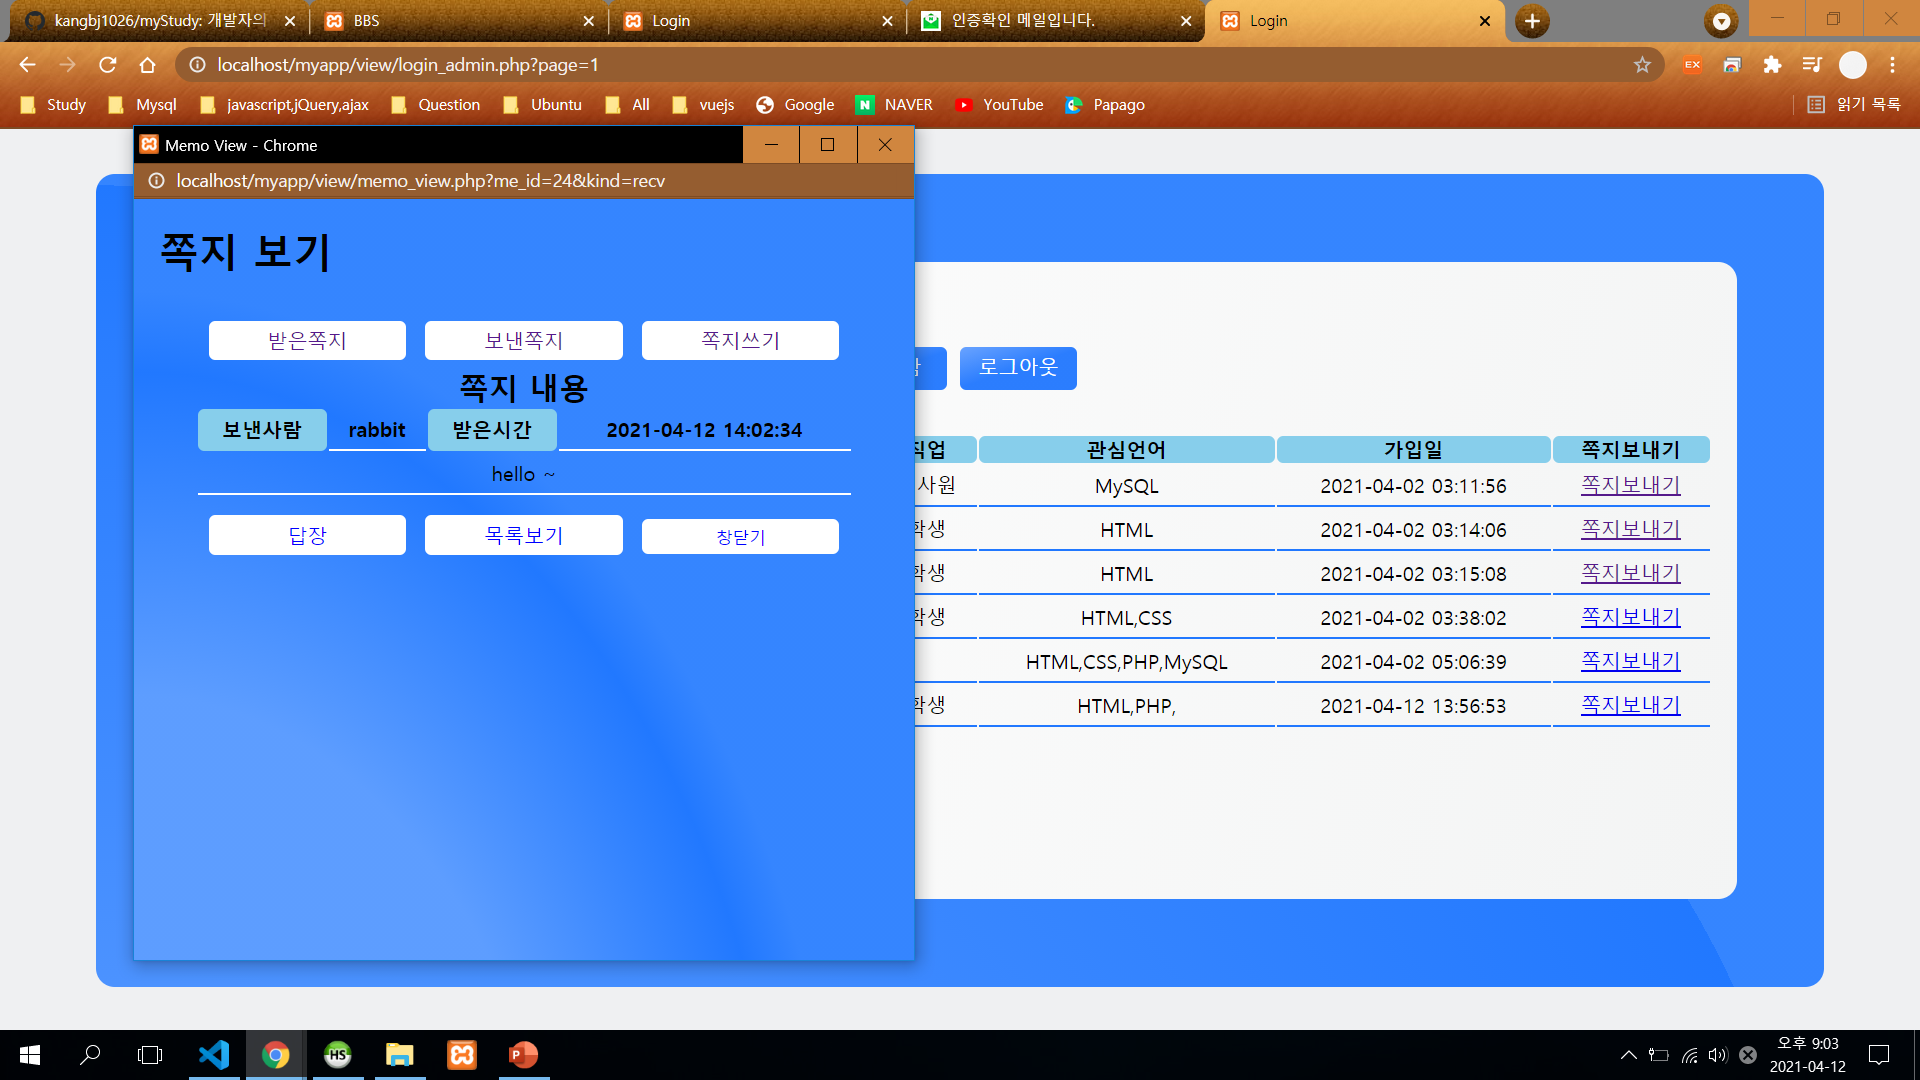 kangbj1026/myStudy: 개발자의
BBS
Login
인증확인 메일입니다.
Login
localhost/myapp/view/login_admin.php?page=1
EX
Study
Mysql
javascript,jQuery,ajax
Question
Ubuntu
All
vuejs
Google
NAVER
YouTube
Papago
읽기 목록
Memo View - Chrome
localhost/myapp/view/memo_view.php?me_id=24&kind=recv
쪽지 보기
받은쪽지 보낸쪽지 쪽지쓰기
쪽지 내용
보낸사람 rabbit 받은시간 2021-04-12 14:02:34
hello ~
답장 목록보기 창닫기
로그아웃
직업 관심언어 가입일 쪽지보내기
사원 MySQL 2021-04-02 03:11:56 쪽지보내기
학생 HTML 2021-04-02 03:14:06 쪽지보내기
학생 HTML 2021-04-02 03:15:08 쪽지보내기
학생 HTML,CSS 2021-04-02 03:38:02 쪽지보내기
HTML,CSS,PHP,MySQL 2021-04-02 05:06:39 쪽지보내기
학생 HTML,PHP, 2021-04-12 13:56:53 쪽지보내기
HS
오후 9:03
2021-04-12